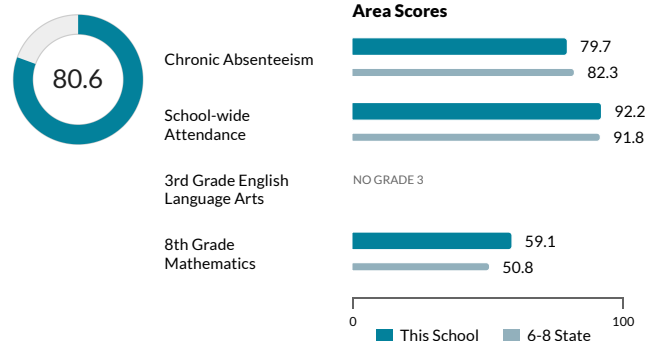 Area Scores
80.6
Chronic Absenteeism
79.7
82.3
School-wide
Attendance
92.2
91.8
3rd Grade English
Language Arts
NO GRADE 3
8th Grade
Mathematics
59.1
50.8
0
100
This School
6-8 State